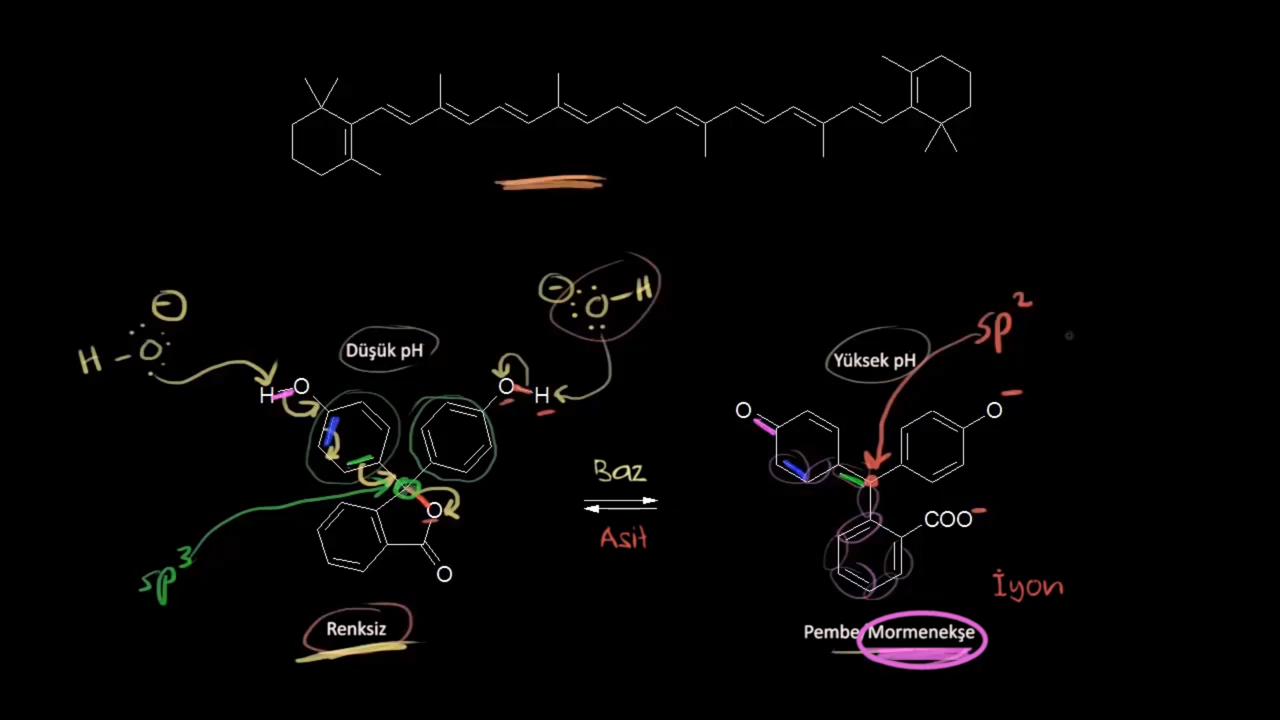 H–O
Düşük pH
O–H
sp²
Yüksek pH
H O
O H
O
O⁻
O
COO⁻
O
sp³
Baz
Asit
İyon
Renksiz
Pembe Mormenekşe